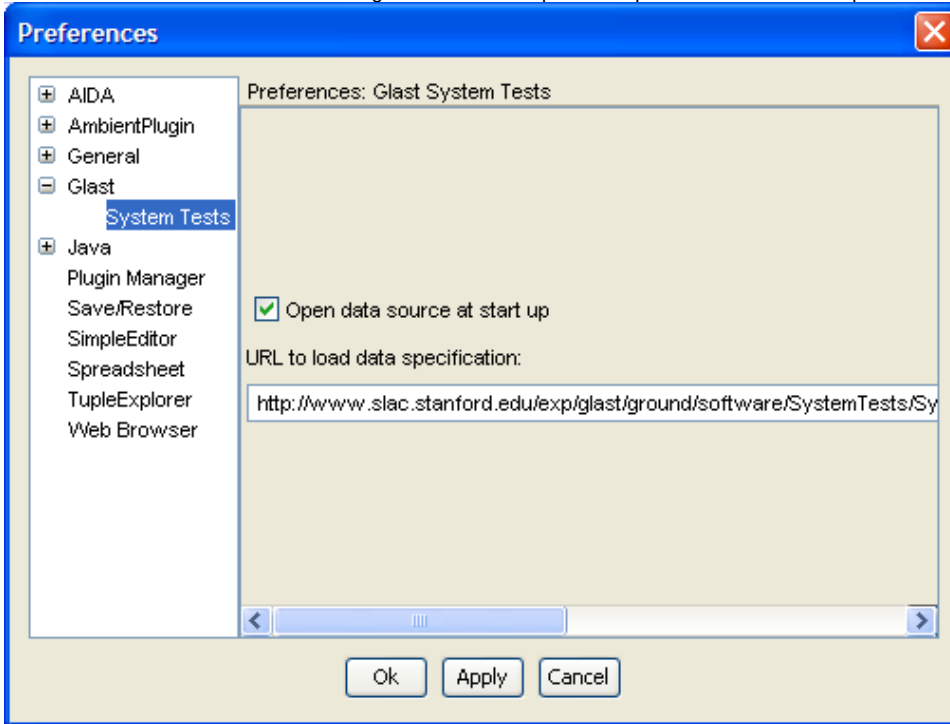 Preferences
AIDA
AmbientPlugin
General
Glast
System Tests
Java
Plugin Manager
Save/Restore
SimpleEditor
Spreadsheet
TupleExplorer
Web Browser
Preferences: Glast System Tests
Open data source at start up
URL to load data specification:
http://www.slac.stanford.edu/exp/glast/ground/software/SystemTests/Sy
Ok Apply Cancel